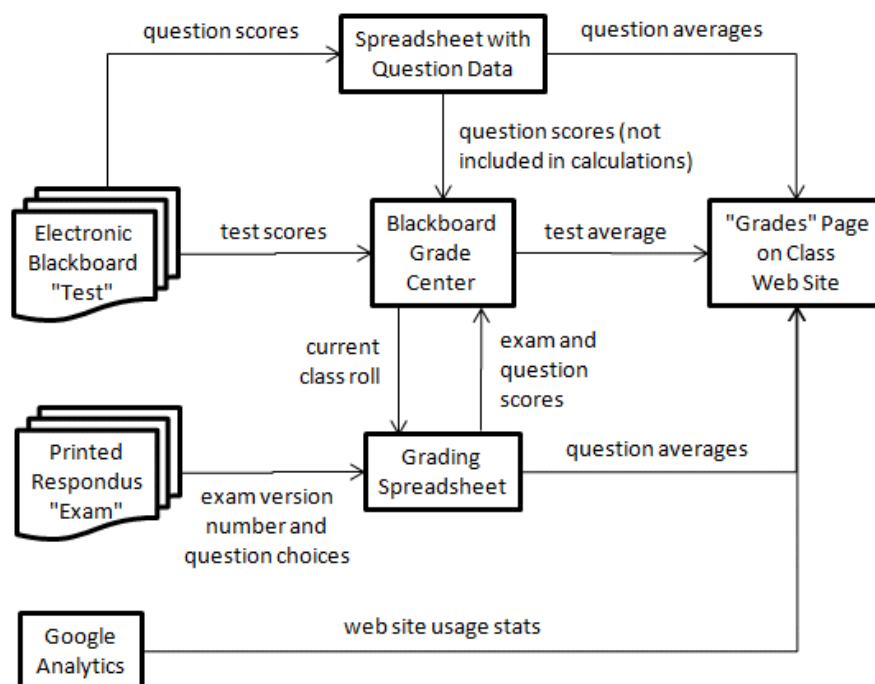 question scores
Spreadsheet with
Question Data
question averages
question scores (not
included in calculations)
Electronic
Blackboard
"Test"
test scores
Blackboard
Grade
Center
test average
"Grades" Page
on Class
Web Site
current
class roll
exam and
question
scores
Printed
Respondus
"Exam"
exam version
number and
question choices
Grading
Spreadsheet
question averages
Google
Analytics
web site usage stats